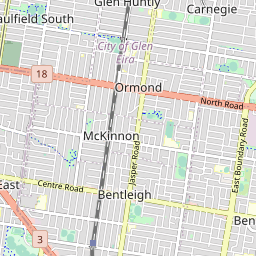 Glen Huntly
Carnegie
aulfield South
City of Glen
Eira
18
Ormond
North Road
McKinnon
Jasper Road
East Boundary Road
East
Centre Road
Bentleigh
Ben
3